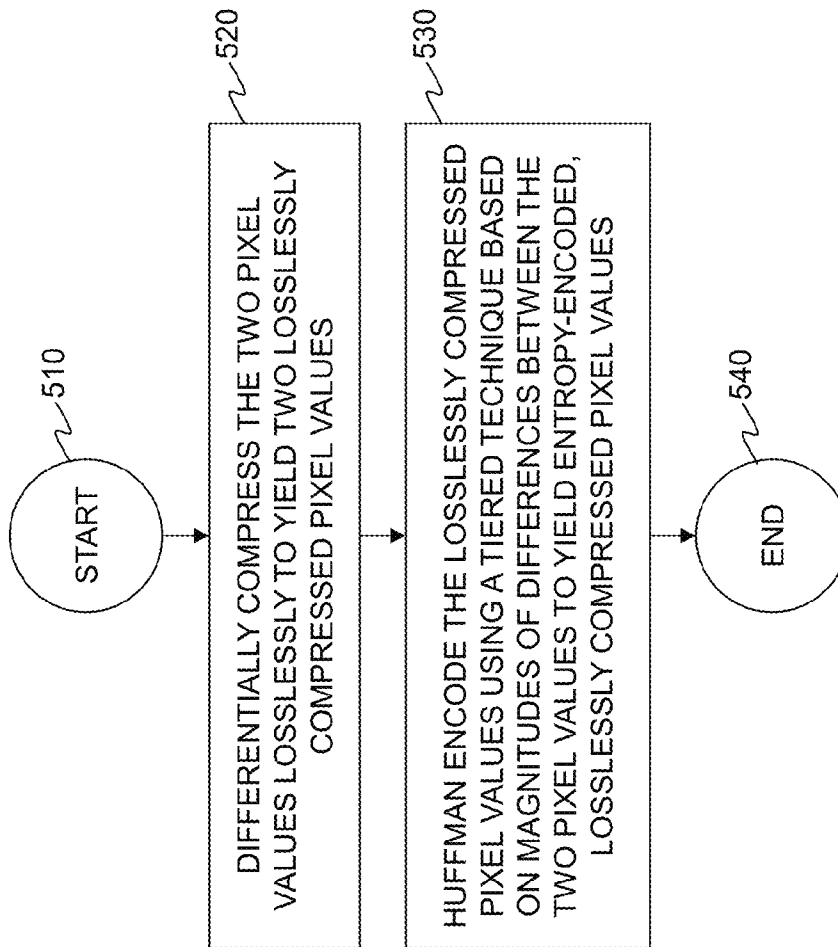 START
510
DIFFERENTIALLY COMPRESS THE TWO PIXEL
VALUES LOSSLESSLY TO YIELD TWO LOSSLESSLY
COMPRESSED PIXEL VALUES
520
HUFFMAN ENCODE THE LOSSLESSLY COMPRESSED
PIXEL VALUES USING A TIERED TECHNIQUE BASED
ON MAGNITUDES OF DIFFERENCES BETWEEN THE
TWO PIXEL VALUES TO YIELD ENTROPY-ENCODED,
LOSSLESSLY COMPRESSED PIXEL VALUES
530
END
540